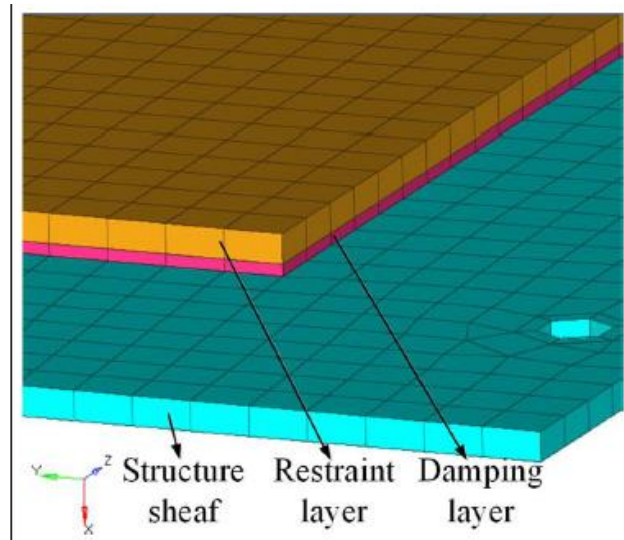 Y
Z
X
Structure
sheaf
Restraint
layer
Damping
layer